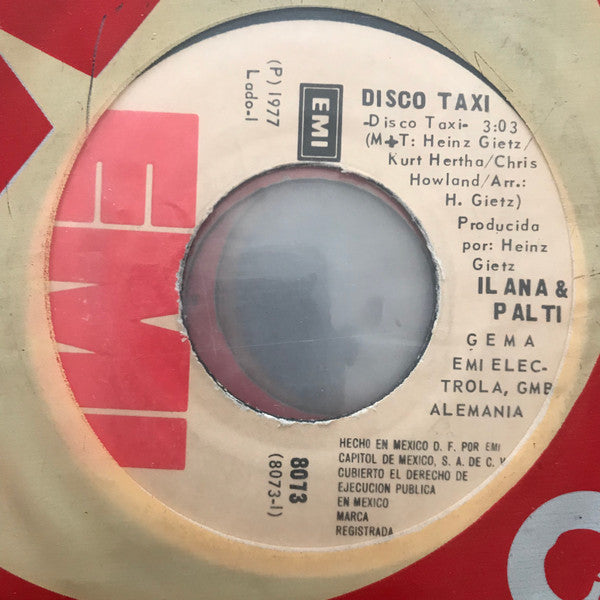 EMI
(P) 1977
Lado-I
EMI
DISCO TAXI
-Disco Taxi- 3:03
(M+T: Heinz Gietz/
Kurt Hertha/Chris
Howland/Arr.:
H. Gietz)
Producida
por: Heinz
Gietz
ILANA &
PALTI
GEMA
EMI ELEC-
TROLA, GMB
ALEMANIA
8073
(8073-I)
HECHO EN MEXICO D. F. POR EMI
CAPITOL DE MEXICO, S. A. DE C. V
CUBIERTO EL DERECHO DE
EJECUCION PUBLICA
EN MEXICO
MARCA
REGISTRADA